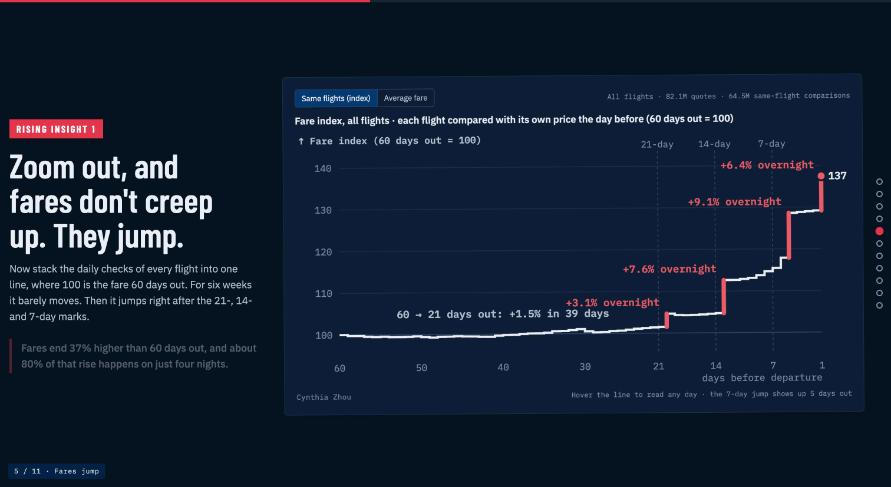 RISING INSIGHT 1
Zoom out, and
fares don't creep
up. They jump.
Now stack the daily checks of every flight into one
line, where 100 is the fare 60 days out. For six weeks
it barely moves. Then it jumps right after the 21-, 14-
and 7-day marks.
Fares end 37% higher than 60 days out, and about
80% of that rise happens on just four nights.
5 / 11 · Fares jump
Same flights (index) Average fare
All flights · 82.1M quotes · 64.5M same-flight comparisons
Fare index, all flights · each flight compared with its own price the day before (60 days out = 100)
↑ Fare index (60 days out = 100)
21-day 14-day 7-day
140
+6.4% overnight
137
+9.1% overnight
130
120
+7.6% overnight
110
+3.1% overnight
60 → 21 days out: +1.5% in 39 days
100
60 50 40 30 21 14 7 1
days before departure
Cynthia Zhou
Hover the line to read any day · the 7-day jump shows up 5 days out